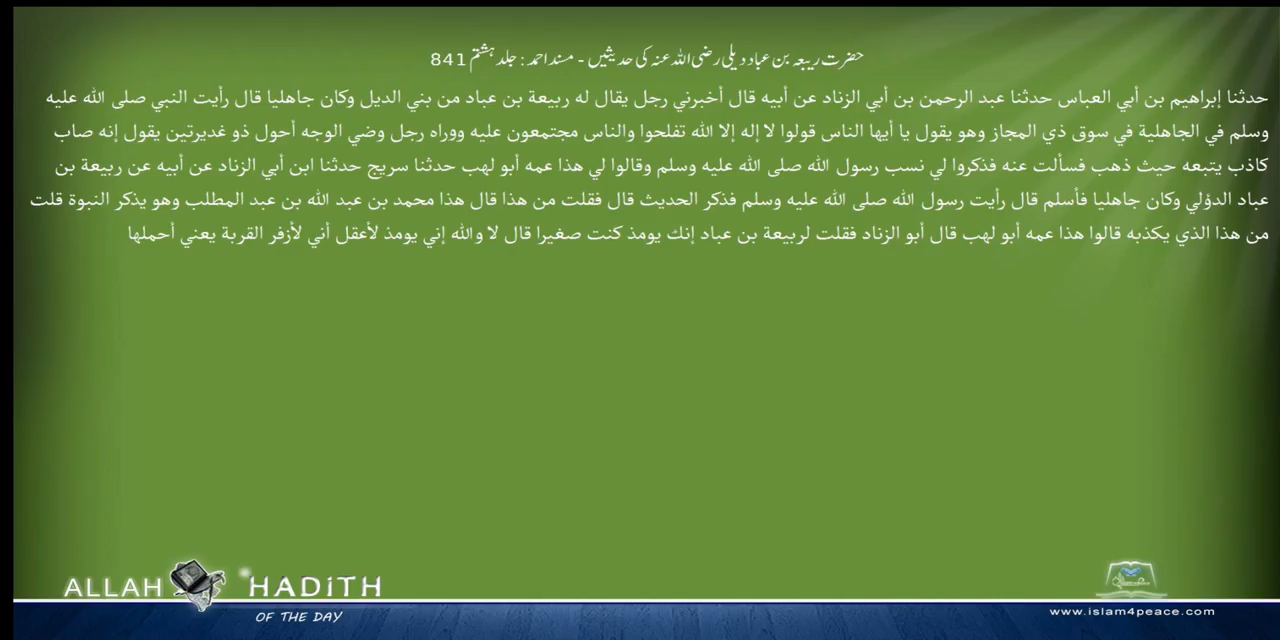 حضرت ربیعہ بن عباد دیلی رضی اللہ عنہ کی حدیثیں - مسند احمد : جلد ہشتم 841
حدثنا إبراهيم بن أبي العباس حدثنا عبد الرحمن بن أبي الزناد عن أبيه قال أخبرني رجل يقال له ربيعة بن عباد من بني الديل وكان جاهليا قال رأيت النبي صلى الله عليه
وسلم في الجاهلية في سوق ذي المجاز وهو يقول يا أيها الناس قولوا لا إله إلا الله تفلحوا والناس مجتمعون عليه ووراه رجل وضي الوجه أحول ذو غديرتين يقول إنه صاب
كاذب يتبعه حيث ذهب فسألت عنه فذكروا لي نسب رسول الله صلى الله عليه وسلم وقالوا لي هذا عمه أبو لهب حدثنا سريج حدثنا ابن أبي الزناد عن أبيه عن ربيعة بن
عباد الدؤلي وكان جاهليا فأسلم قال رأيت رسول الله صلى الله عليه وسلم فذكر الحديث قال فقلت من هذا قال هذا محمد بن عبد الله بن عبد المطلب وهو يذكر النبوة قلت
من هذا الذي يكذبه قالوا هذا عمه أبو لهب قال أبو الزناد فقلت لربيعة بن عباد إنك يومذ كنت صغيرا قال لا والله إني يومذ لأعقل أني لأزفر القربة يعني أحملها
ALLAH HADITH
OF THE DAY
www.islam4peace.com